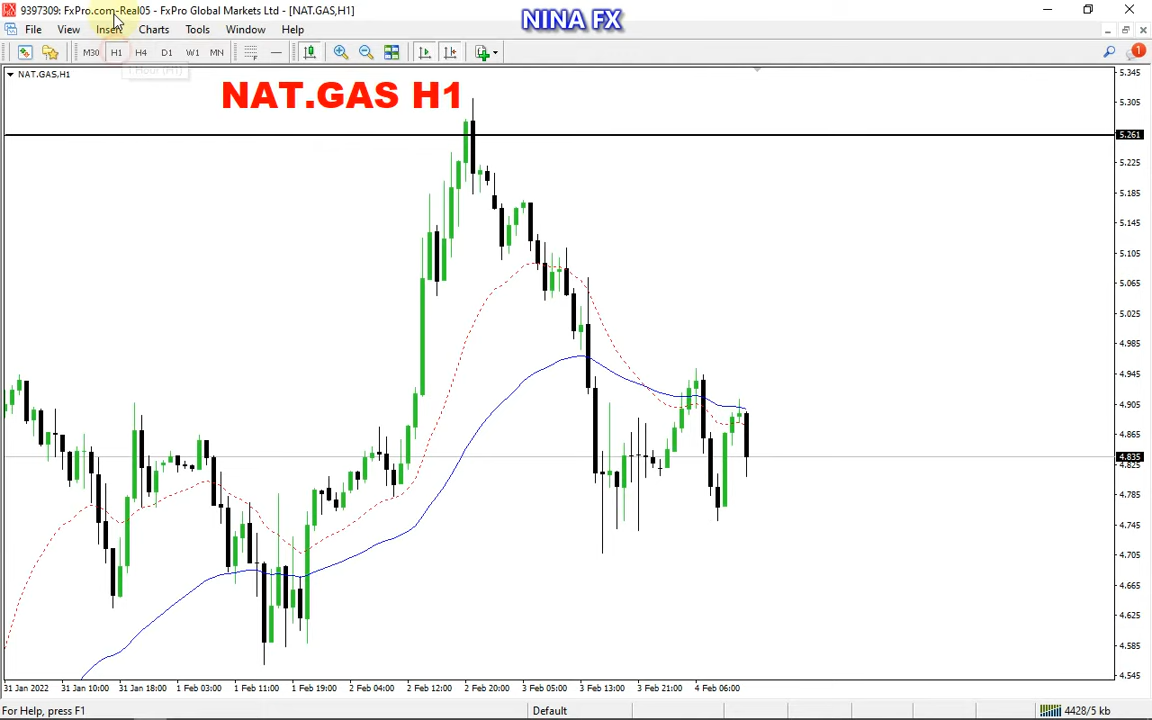 9397309: FxPro.com-Real05 - FxPro Global Markets Ltd - [NAT.GAS,H1]
NINA FX
File View Insert Charts Tools Window Help
M30 H1 H4 D1 W1 MN
1
1 Hour (H1)
NAT.GAS,H1
NAT.GAS H1
5.345
5.305
5.261
5.225
5.185
5.145
5.105
5.065
5.025
4.985
4.945
4.905
4.865
4.835
4.825
4.785
4.745
4.705
4.665
4.625
4.585
4.545
31 Jan 2022 31 Jan 10:00 31 Jan 18:00 1 Feb 03:00 1 Feb 11:00 1 Feb 19:00 2 Feb 04:00 2 Feb 12:00 2 Feb 20:00 3 Feb 05:00 3 Feb 13:00 3 Feb 21:00 4 Feb 06:00
For Help, press F1 Default 4428/5 kb